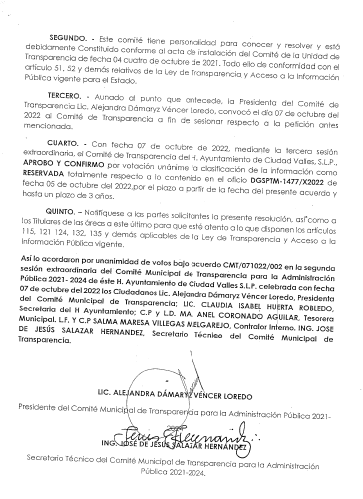 SEGUNDO. - Este comité tiene personalidad para conocer y resolver y está
debidamente Constituido conforme al acta de instalación del Comité de la Unidad de
Transparencia de fecha 04 cuatro de octubre de 2021. Todo ello de conformidad con el
artículo 51, 52 y demás relativos de la Ley de Transparencia y Acceso a la Información
Pública vigente para el Estado.
TERCERO. - Aunado al punto que antecede, la Presidenta del Comité de
Transparencia Lic. Alejandra Dámaryz Véncer Loredo, convocó el día 07 de octubre del
2022 al Comité de Transparencia a fin de sesionar respecto a la petición antes
mencionada.
CUARTO. - Con fecha 07 de octubre de 2022, mediante la tercera sesión
extraordinaria, el Comité de Transparencia del H. Ayuntamiento de Ciudad Valles, S.L.P.,
APROBO Y CONFIRMO por votación unánime a clasificación de la información como
RESERVADA totalmente respecto a lo contenido en el oficio DGSPTM-1477/X2022 de
fecha 05 de octubre del 2022,por el plazo a partir de la fecha del presente acuerdo y
hasta un plazo de 3 años.
QUINTO. – Notifíquese a las partes solicitantes la presente resolución, así como a
los Titulares de las áreas a este último para que esté atento a lo que disponen los artículos
115, 121 124, 132, 135 y demás aplicables de la Ley de Transparencia y Acceso a la
Información Pública vigente.
Así lo acordaron por unanimidad de votos bajo acuerdo CMT/071022/002 en la segunda
sesión extraordinaria del Comité Municipal de Transparencia para la Administración
Pública 2021- 2024 de éste H. Ayuntamiento de Ciudad Valles S.L.P. celebrada con fecha
07 de octubre del 2022 los Ciudadanos Lic. Alejandra Dámaryz Véncer Loredo, Presidenta
del Comité Municipal de Transparencia; LIC. CLAUDIA ISABEL HUERTA ROBLEDO,
Secretaria del H Ayuntamiento; C.P y L.D. MA. ANEL CORONADO AGUILAR, Tesorera
Municipal. L.F. Y C.P SALMA MARESA VILLEGAS MELGAREJO, Contralor Interno. ING. JOSE
DE JESÚS SALAZAR HERNANDEZ, Secretario Técnico del Comité Municipal de
Transparencia.
LIC. ALEJANDRA DÁMARYZ VÉNCER LOREDO
Presidente del Comité Municipal de Transparencia para la Administración Pública 2021-
ING. JOSE DE JESÚS SALAZAR HERNÁNDEZ
Secretario Técnico del Comité Municipal de Transparencia para la Administración
Pública 2021-2024.